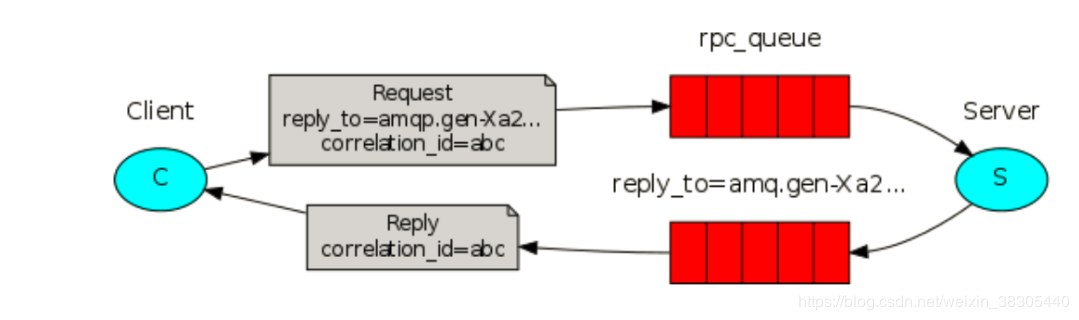 rpc_queue
Client
Request
reply_to=amqp.gen-Xa2...
correlation_id=abc
Server
C
S
reply_to=amq.gen-Xa2...
Reply
correlation_id=abc
https://blog.csdn.net/weixin_38305440